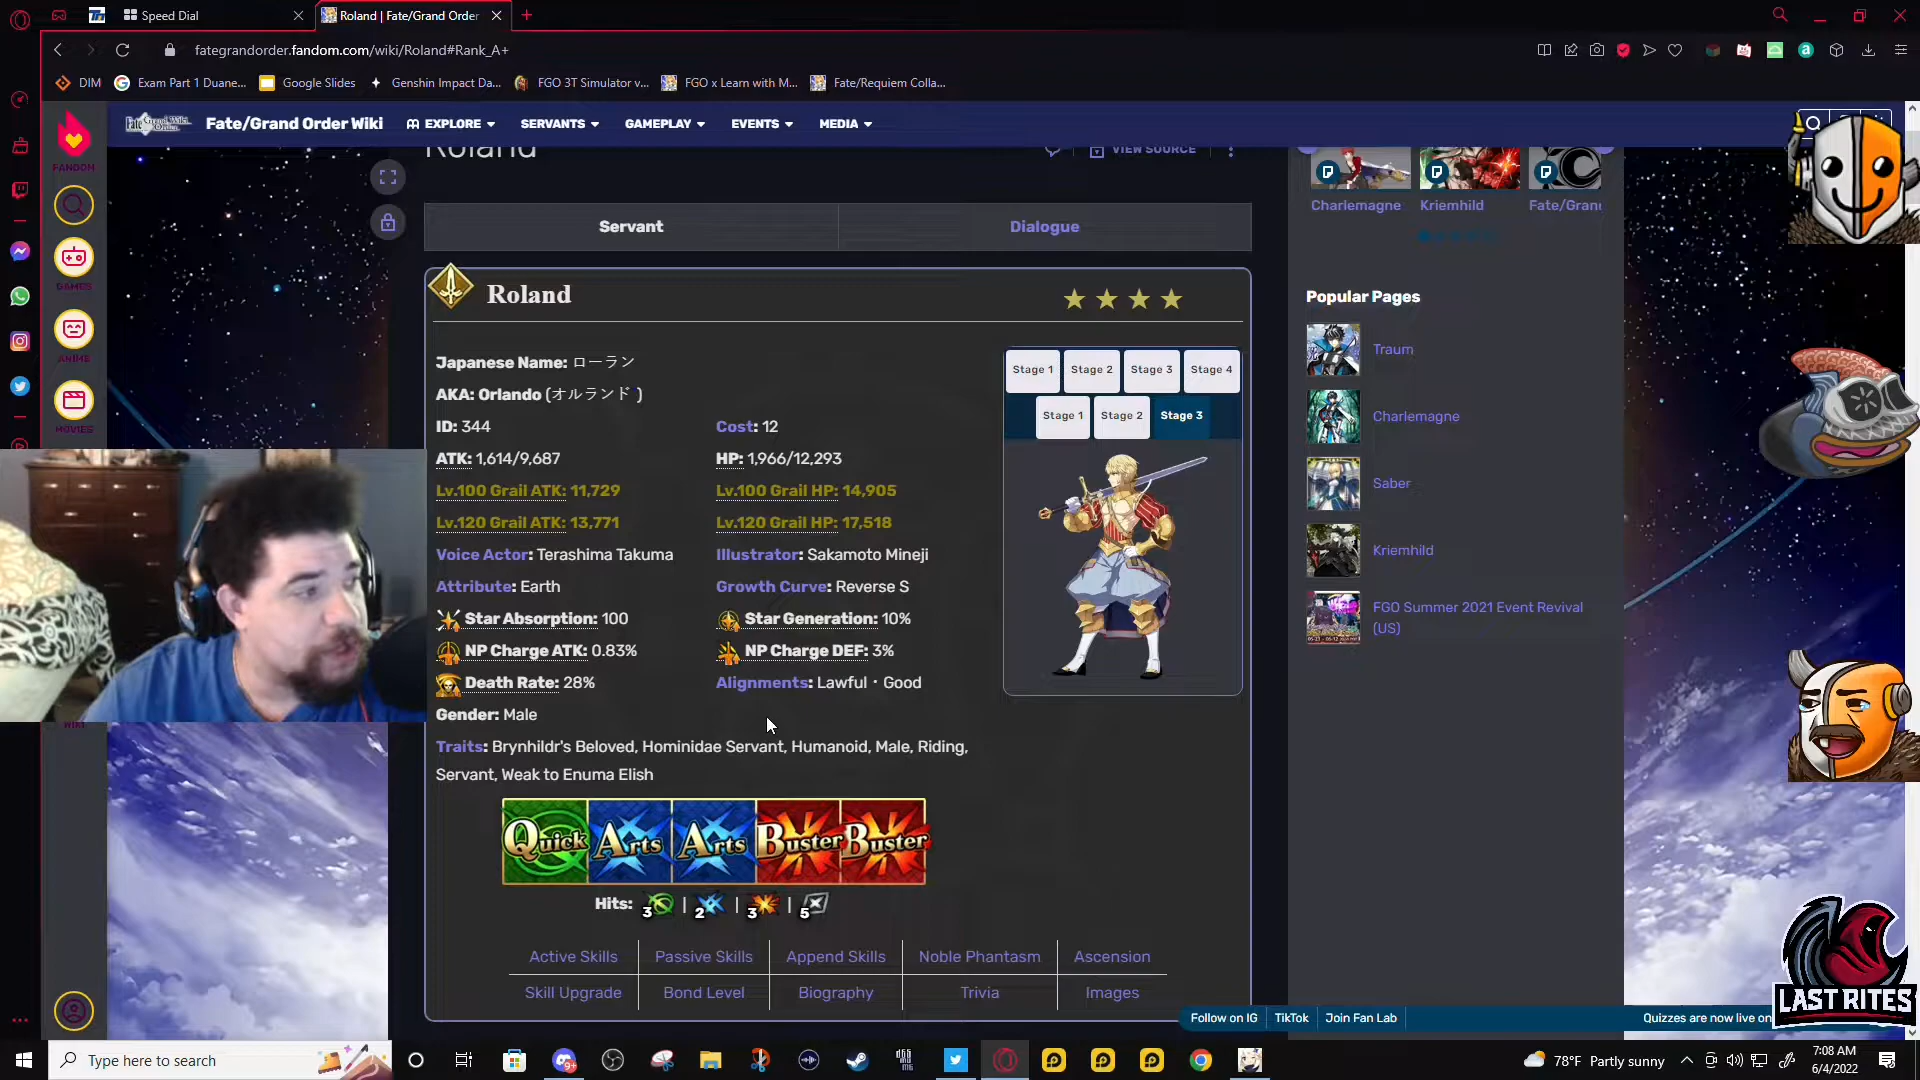 Speed Dial
Roland | Fate/Grand Order
fategrandorder.fandom.com/wiki/Roland#Rank_A+
DIM
Exam Part 1 Duane...
Google Slides
Genshin Impact Da...
FGO 3T Simulator v...
FGO x Learn with M...
Fate/Requiem Colla...
Fate/Grand Order Wiki
EXPLORE
SERVANTS
GAMEPLAY
EVENTS
MEDIA
FANDOM
GAMES
ANIME
MOVIES
WIKI
Roland
VIEW SOURCE
Servant
Dialogue
Roland
Japanese Name: ローラン
AKA: Orlando (オルランド )
ID: 344
Cost: 12
ATK: 1,614/9,687
HP: 1,966/12,293
Lv.100 Grail ATK: 11,729
Lv.100 Grail HP: 14,905
Lv.120 Grail ATK: 13,771
Lv.120 Grail HP: 17,518
Voice Actor: Terashima Takuma
Illustrator: Sakamoto Mineji
Attribute: Earth
Growth Curve: Reverse S
Star Absorption: 100
Star Generation: 10%
NP Charge ATK: 0.83%
NP Charge DEF: 3%
Death Rate: 28%
Alignments: Lawful・Good
Gender: Male
Traits: Brynhildr's Beloved, Hominidae Servant, Humanoid, Male, Riding,
Servant, Weak to Enuma Elish
Stage 1
Stage 2
Stage 3
Stage 4
Stage 1
Stage 2
Stage 3
Quick
Arts
Arts
Buster
Buster
Hits: 3 | 2 | 3 | 5
Active Skills
Passive Skills
Append Skills
Noble Phantasm
Ascension
Skill Upgrade
Bond Level
Biography
Trivia
Images
Charlemagne
Kriemhild
Fate/Gran
Popular Pages
Traum
Charlemagne
Saber
Kriemhild
FGO Summer 2021 Event Revival
(US)
LAST RITES
Follow on IG
TikTok
Join Fan Lab
Quizzes are now live on
Type here to search
9+
78°F Partly sunny
7:08 AM
6/4/2022